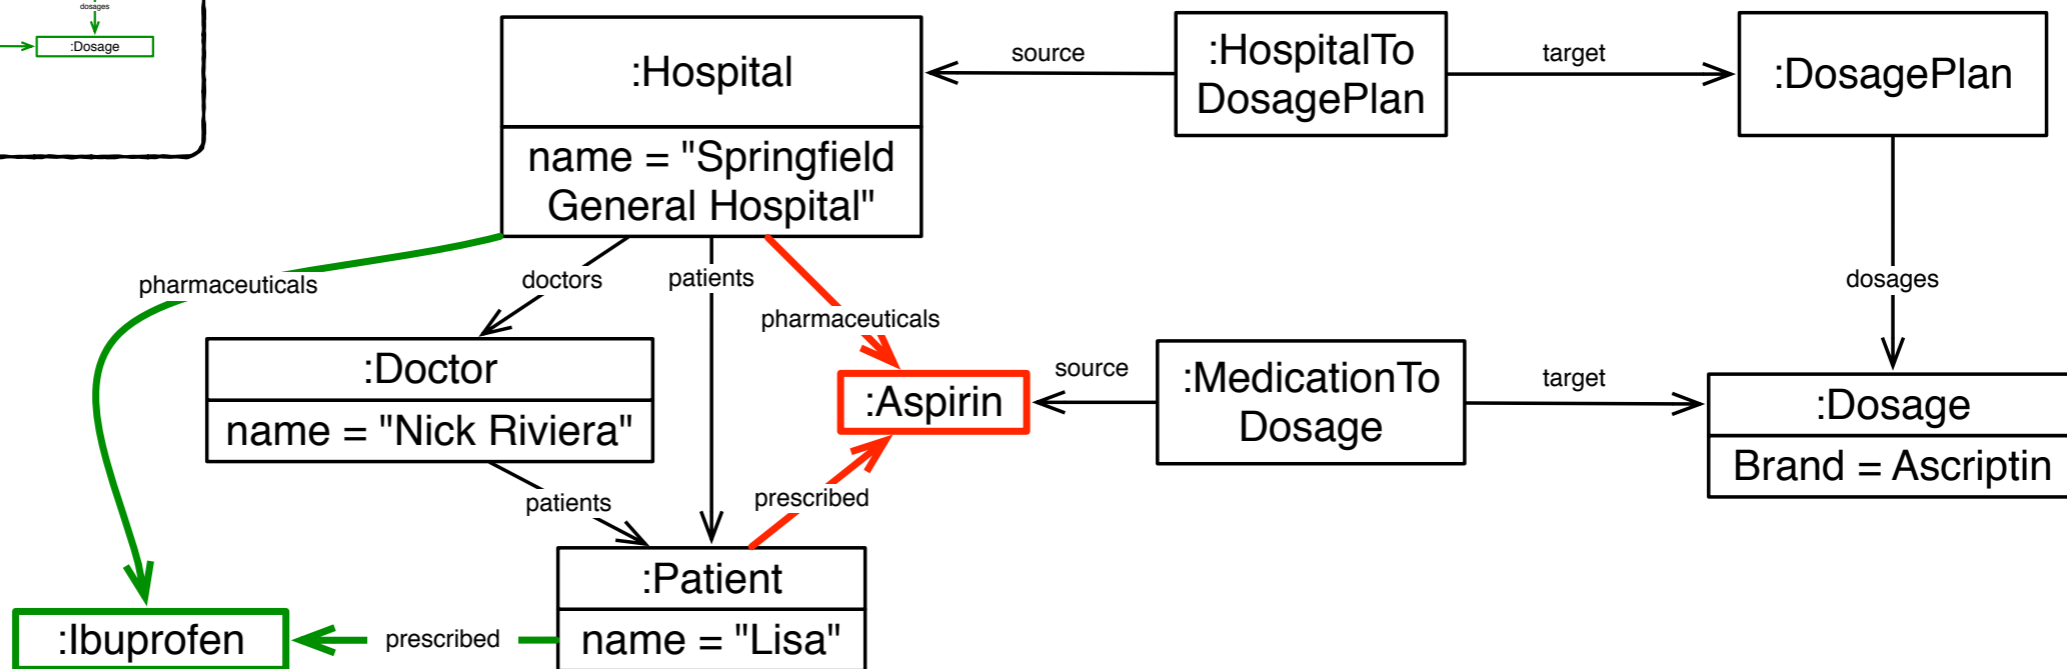 dosages
:Dosage
:Hospital
name = "Springfield
General Hospital"
source
:HospitalTo
DosagePlan
target
:DosagePlan
pharmaceuticals
doctors
patients
pharmaceuticals
dosages
:Doctor
name = "Nick Riviera"
:Aspirin
source
:MedicationTo
Dosage
target
:Dosage
Brand = Ascriptin
patients
prescribed
:Patient
name = "Lisa"
prescribed
:Ibuprofen